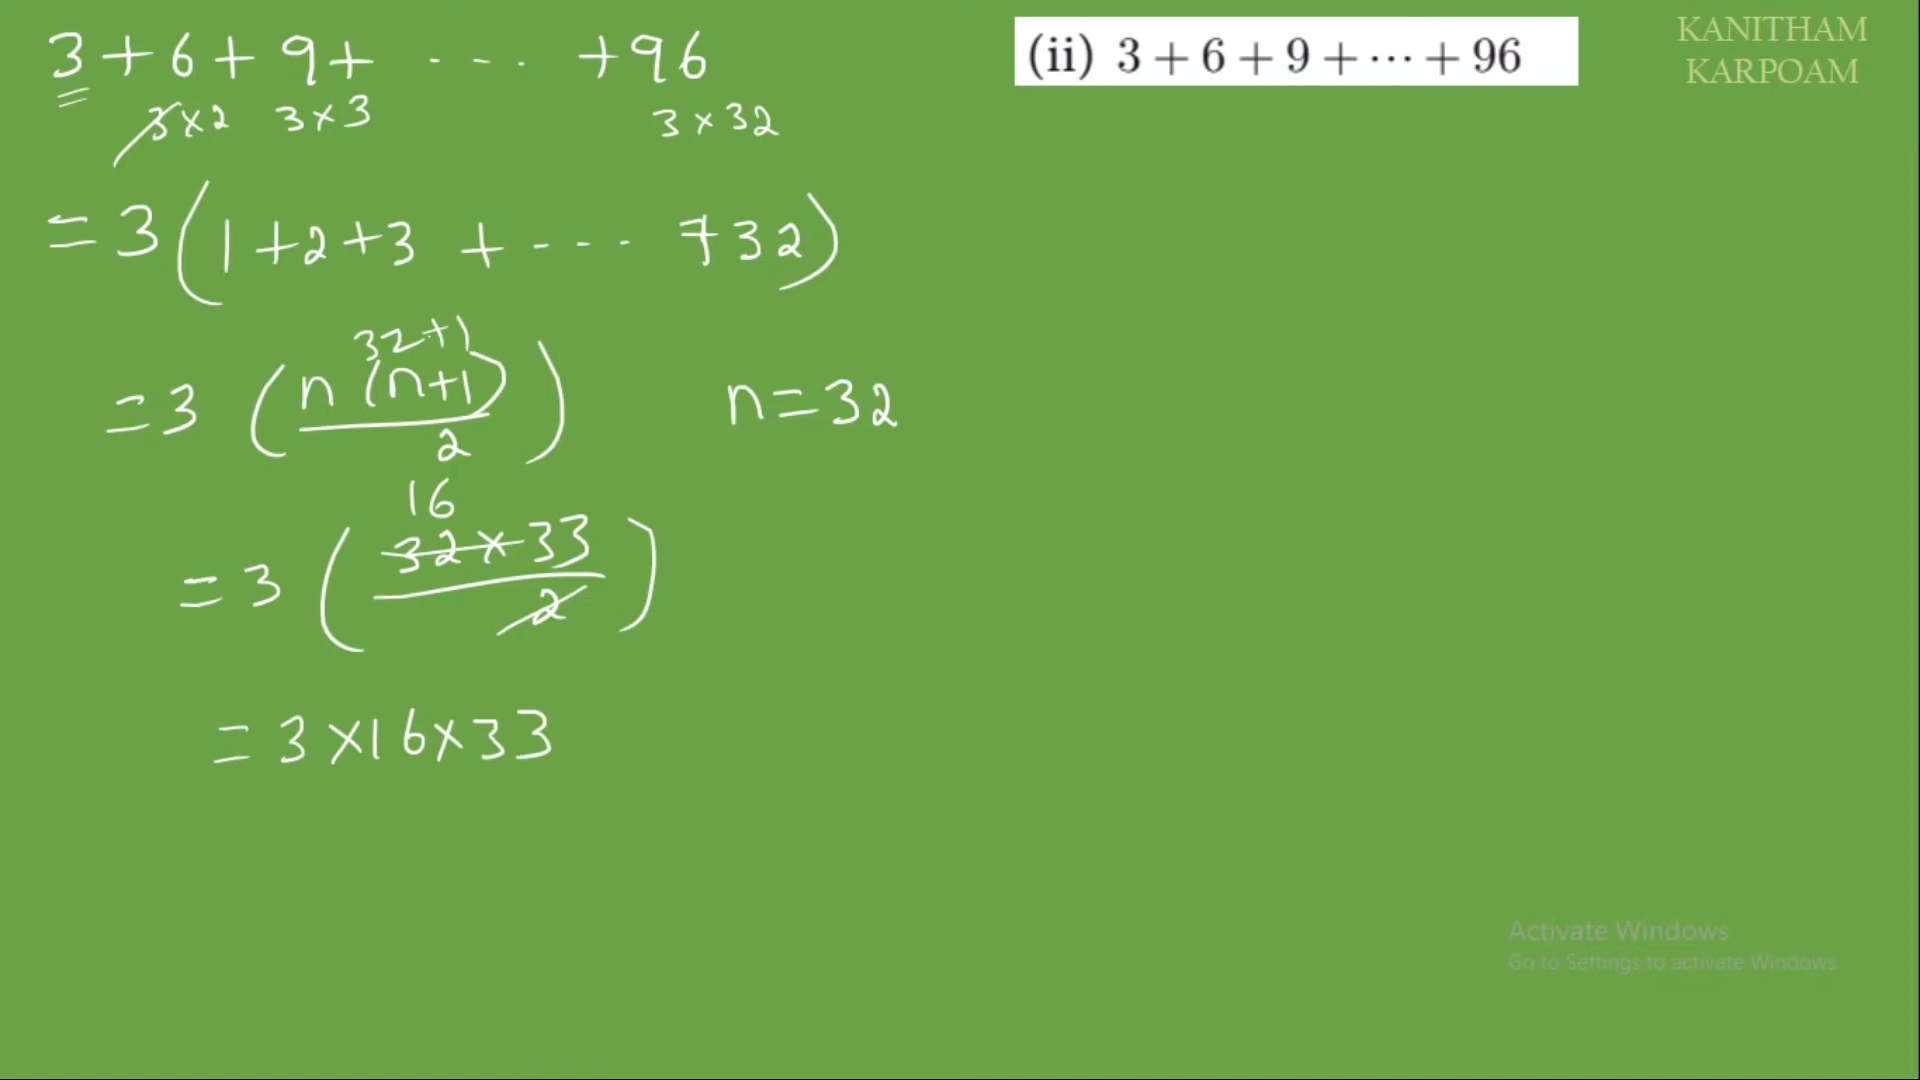 3 + 6 + 9 + - - - . + 96
3×2 3×3 3×32
= 3 ( 1 + 2 + 3 + - - - - + 32 )
32+1
= 3 ( n (n+1) / 2 ) n = 32
16
= 3 ( 32 × 33 / 2 )
= 3 × 16 × 33
(ii) 3 + 6 + 9 + ⋯ + 96
KANITHAM
KARPOAM
Activate Windows
Go to Settings to activate Windows